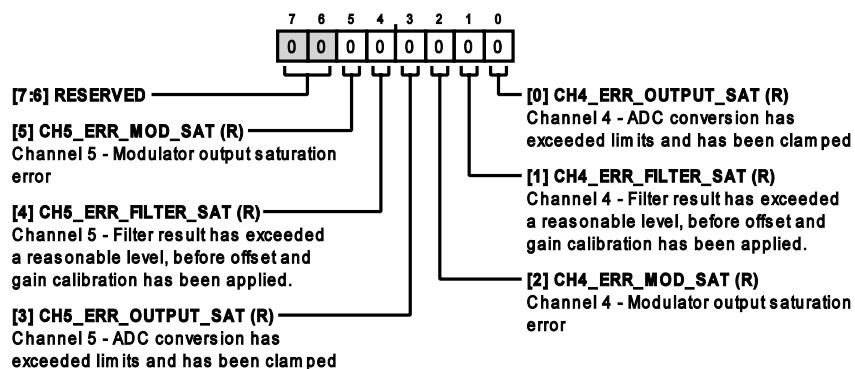 7 6 5 4 3 2 1 0
0 0 0 0 0 0 0 0
[7:6] RESERVED
[5] CH5_ERR_MOD_SAT (R)
Channel 5 - Modulator output saturation
error
[4] CH5_ERR_FILTER_SAT (R)
Channel 5 - Filter result has exceeded
a reasonable level, before offset and
gain calibration has been applied.
[3] CH5_ERR_OUTPUT_SAT (R)
Channel 5 - ADC conversion has
exceeded limits and has been clamped
[0] CH4_ERR_OUTPUT_SAT (R)
Channel 4 - ADC conversion has
exceeded limits and has been clamped
[1] CH4_ERR_FILTER_SAT (R)
Channel 4 - Filter result has exceeded
a reasonable level, before offset and
gain calibration has been applied.
[2] CH4_ERR_MOD_SAT (R)
Channel 4 - Modulator output saturation
error